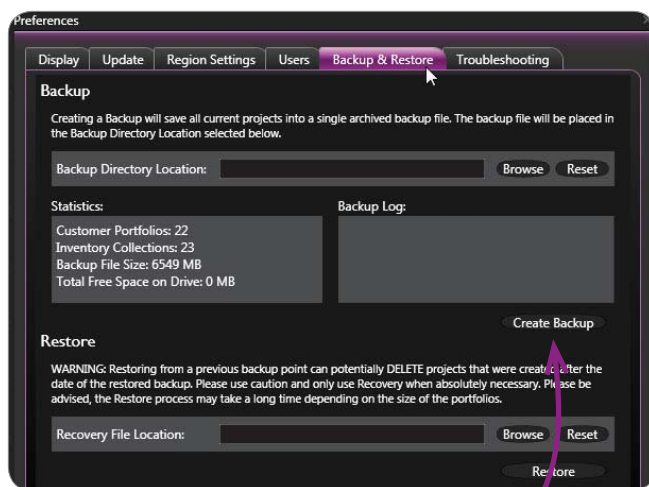 Preferences
Display Update Region Settings Users Backup & Restore Troubleshooting
Backup
Creating a Backup will save all current projects into a single archived backup file. The backup file will be placed in
the Backup Directory Location selected below.
Backup Directory Location: Browse Reset
Statistics: Backup Log:
Customer Portfolios: 22
Inventory Collections: 23
Backup File Size: 6549 MB
Total Free Space on Drive: 0 MB
Create Backup
Restore
WARNING: Restoring from a previous backup point can potentially DELETE projects that were created after the
date of the restored backup. Please use caution and only use Recovery when absolutely necessary. Please be
advised, the Restore process may take a long time depending on the size of the portfolios.
Recovery File Location: Browse Reset
Restore